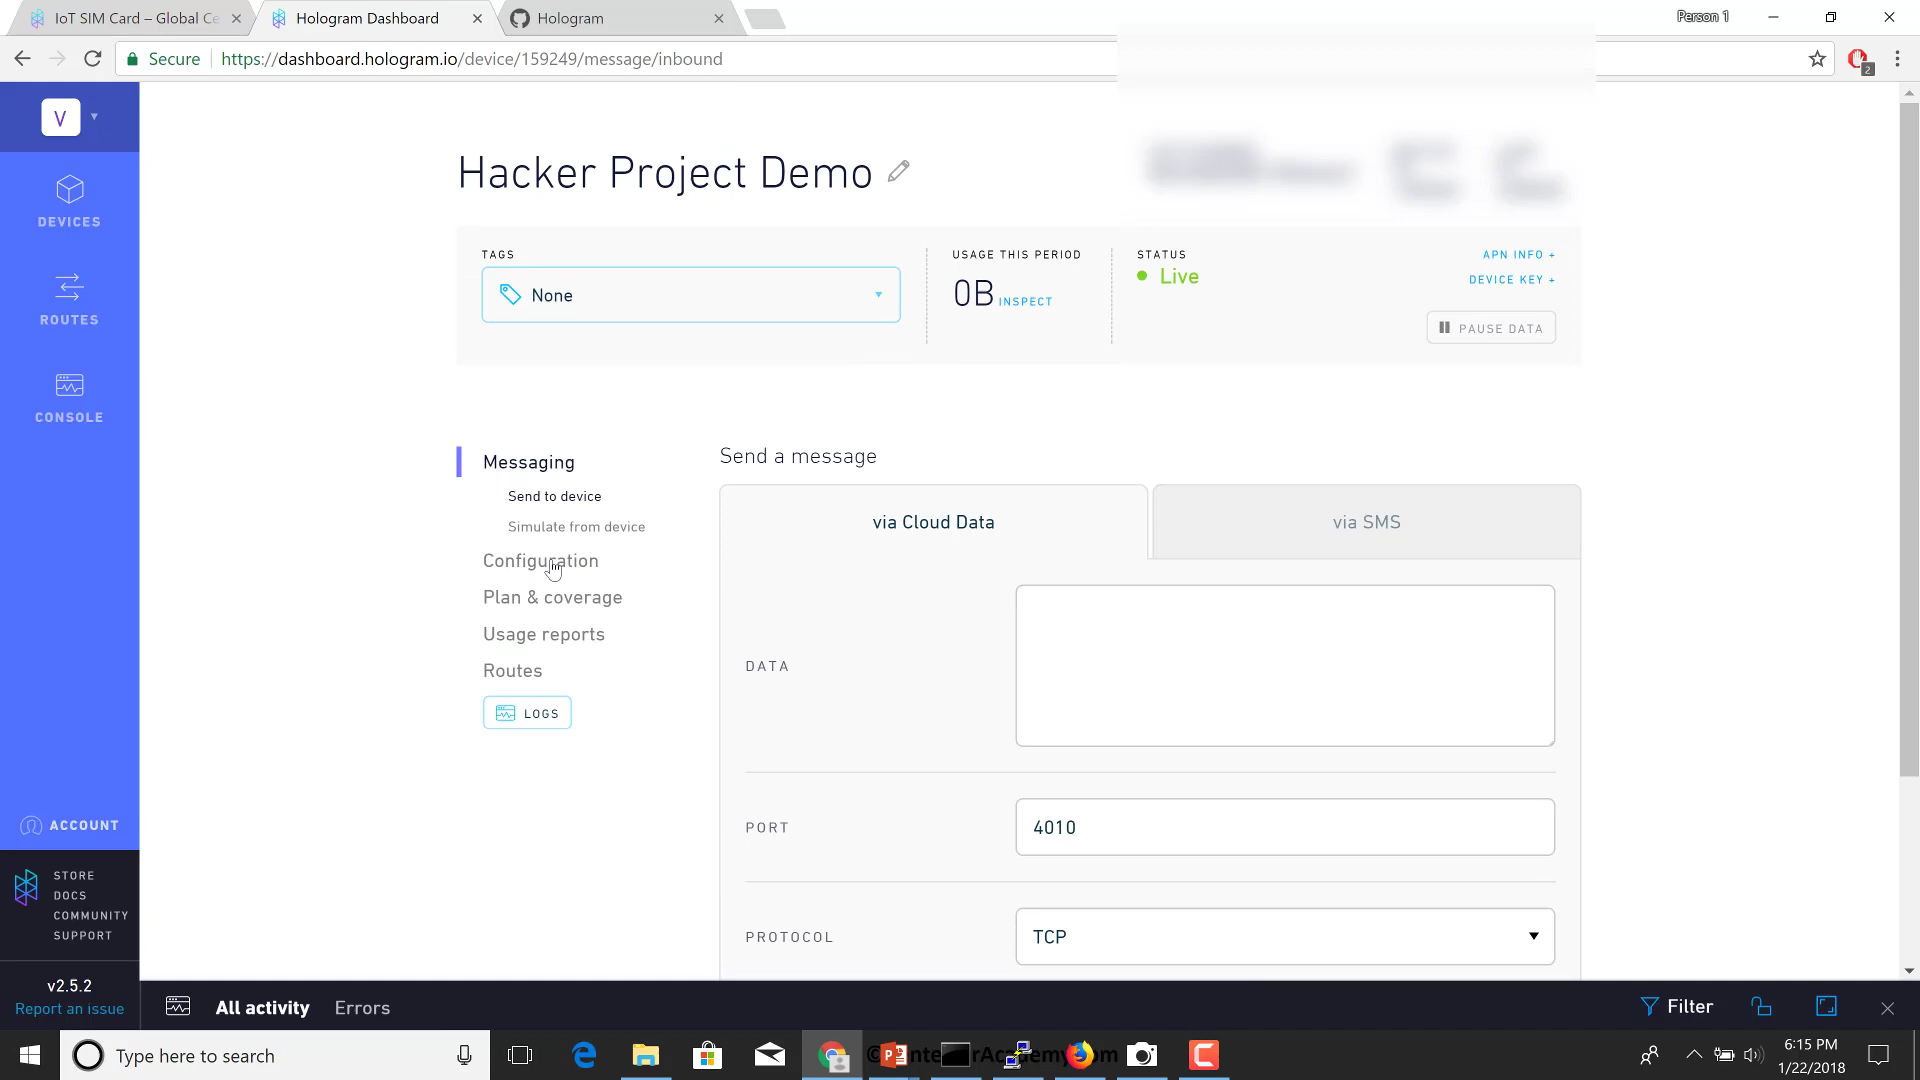 IoT SIM Card – Global Ce
Hologram Dashboard
Hologram
Person 1
Secure
https://dashboard.hologram.io/device/159249/message/inbound
2
V
DEVICES
ROUTES
CONSOLE
ACCOUNT
STORE
DOCS
COMMUNITY
SUPPORT
v2.5.2
Report an issue
Hacker Project Demo
TAGS
None
USAGE THIS PERIOD
0B INSPECT
STATUS
Live
APN INFO +
DEVICE KEY +
PAUSE DATA
Messaging
Send to device
Simulate from device
Configuration
Plan & coverage
Usage reports
Routes
LOGS
Send a message
via Cloud Data
via SMS
DATA
PORT
4010
PROTOCOL
TCP
All activity
Errors
Filter
Type here to search
6:15 PM
1/22/2018